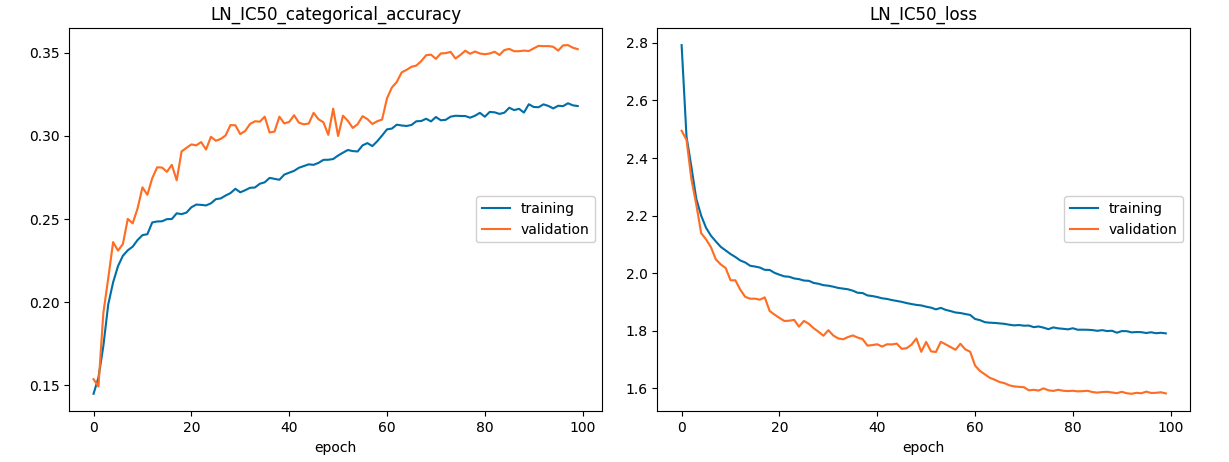 LN_IC50_categorical_accuracy
0.35
0.30
0.25
0.20
0.15
training
validation
0 20 40 60 80 100
epoch
LN_IC50_loss
2.8
2.6
2.4
2.2
2.0
1.8
1.6
training
validation
0 20 40 60 80 100
epoch